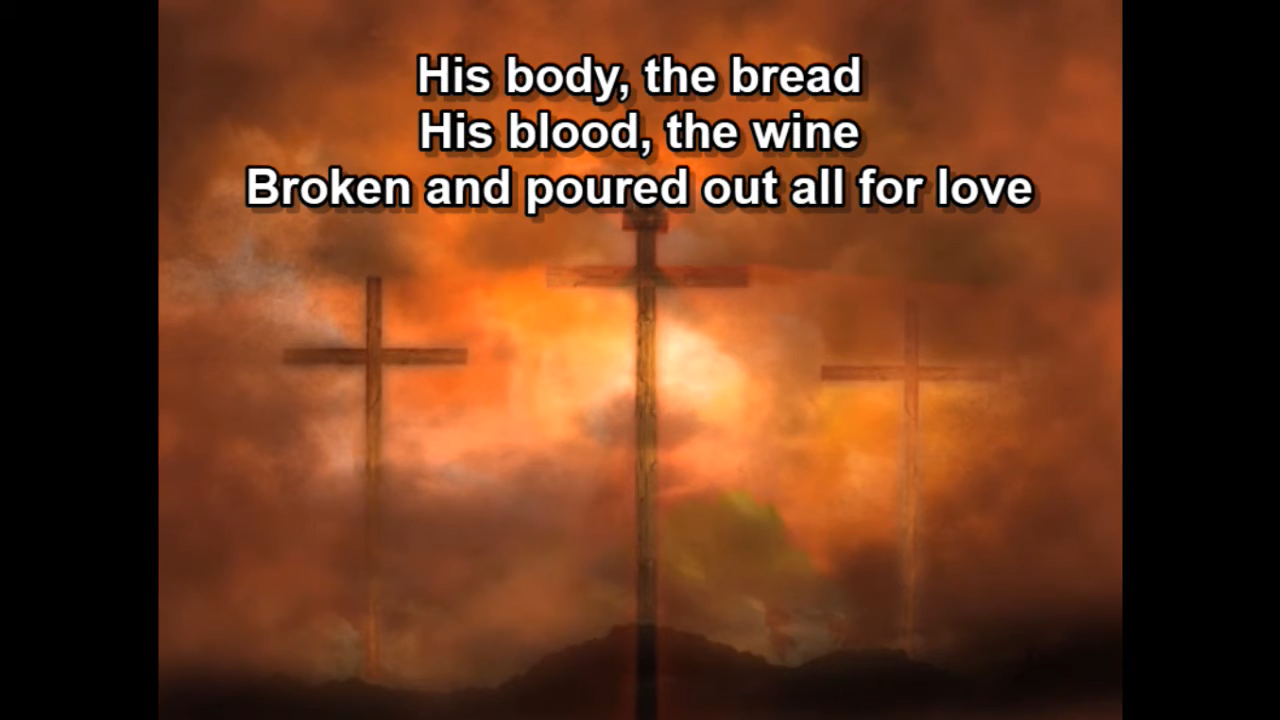 His body, the bread
His blood, the wine
Broken and poured out all for love